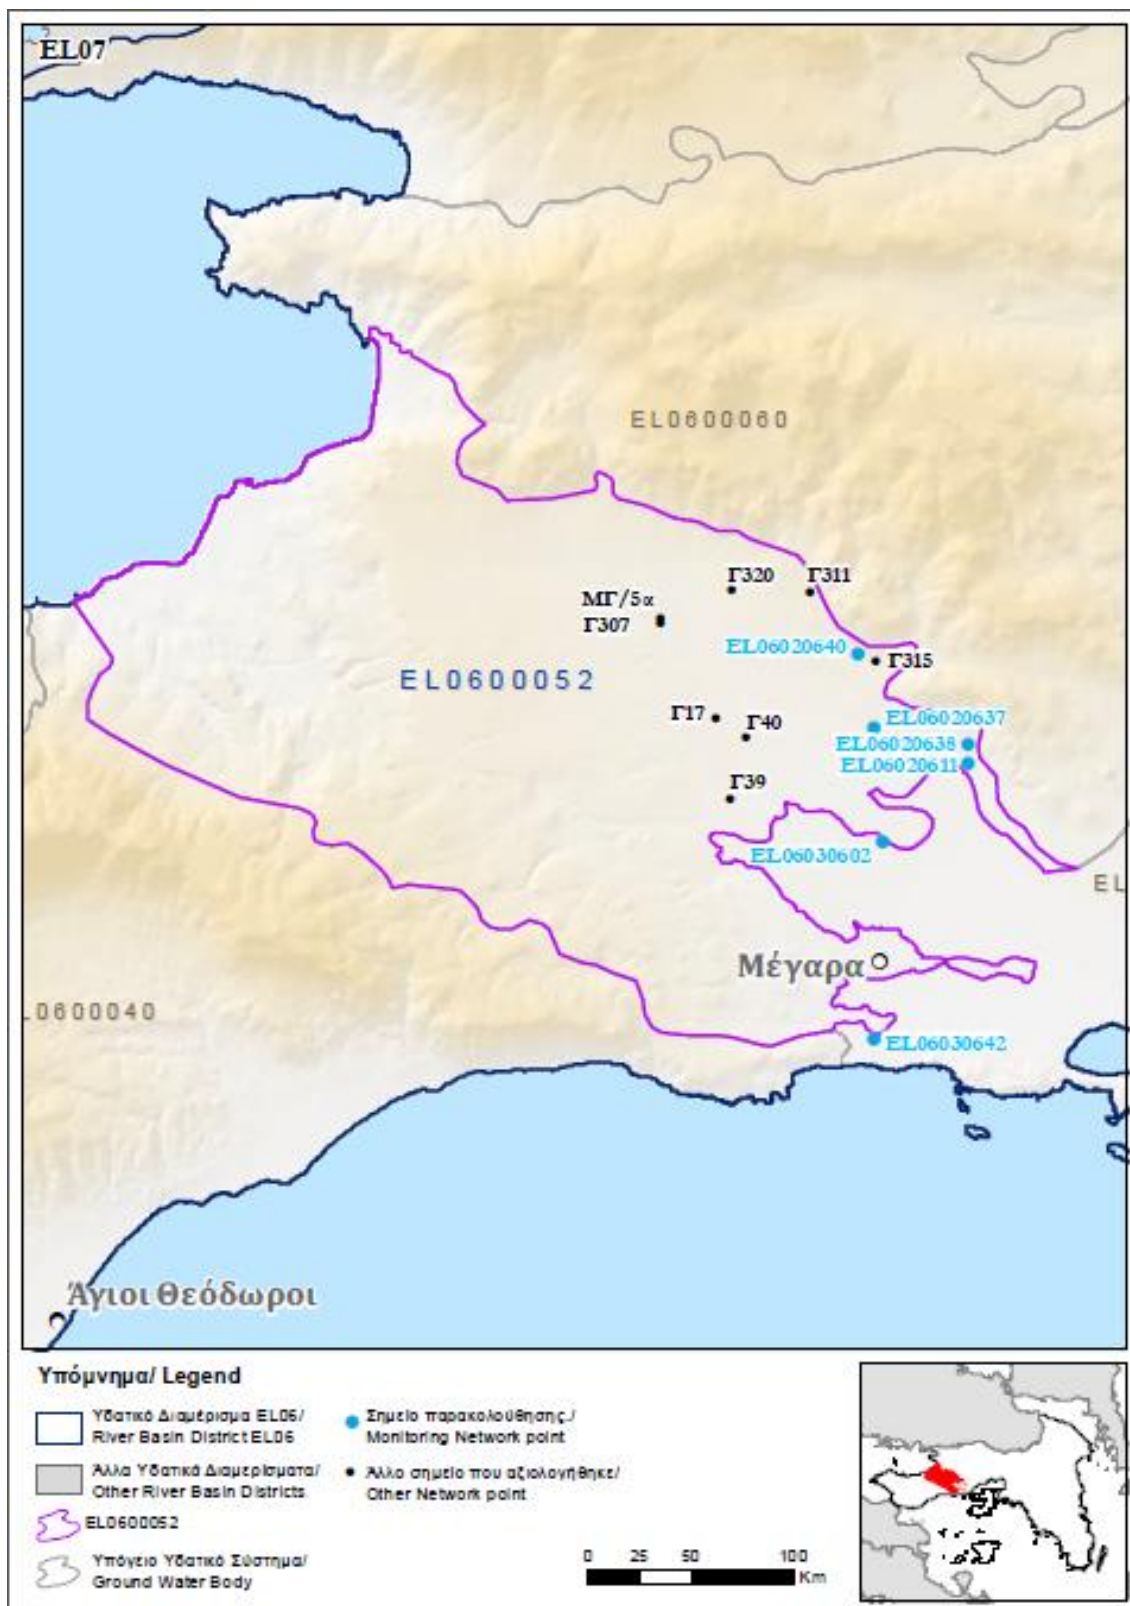 EL07
EL0600060
Γ320
Γ311
ΜΓ/5α
Γ307
EL06020640
Γ315
EL0600052
Γ17
Γ40
EL06020637
EL06020638
EL06020611
Γ39
EL06030602
EL
Μέγαρα
L0600040
EL06030642
Άγιοι Θεόδωροι
Υπόμνημα/ Legend
Υδατικό Διαμέρισμα EL06/
River Basin District EL06
Άλλα Υδατικά Διαμερίσματα/
Other River Basin Districts
EL0600052
Υπόγειο Υδατικό Σύστημα/
Ground Water Body
Σημείο παρακολούθησης./
Monitoring Network point
Άλλο σημείο που αξιολογήθηκε/
Other Network point
0 25 50 100
Km